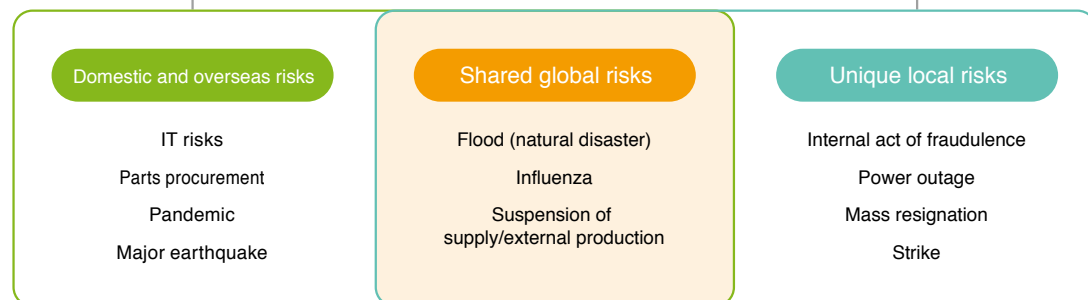 Domestic and overseas risks
IT risks
Parts procurement
Pandemic
Major earthquake
Shared global risks
Flood (natural disaster)
Influenza
Suspension of
supply/external production
Unique local risks
Internal act of fraudulence
Power outage
Mass resignation
Strike